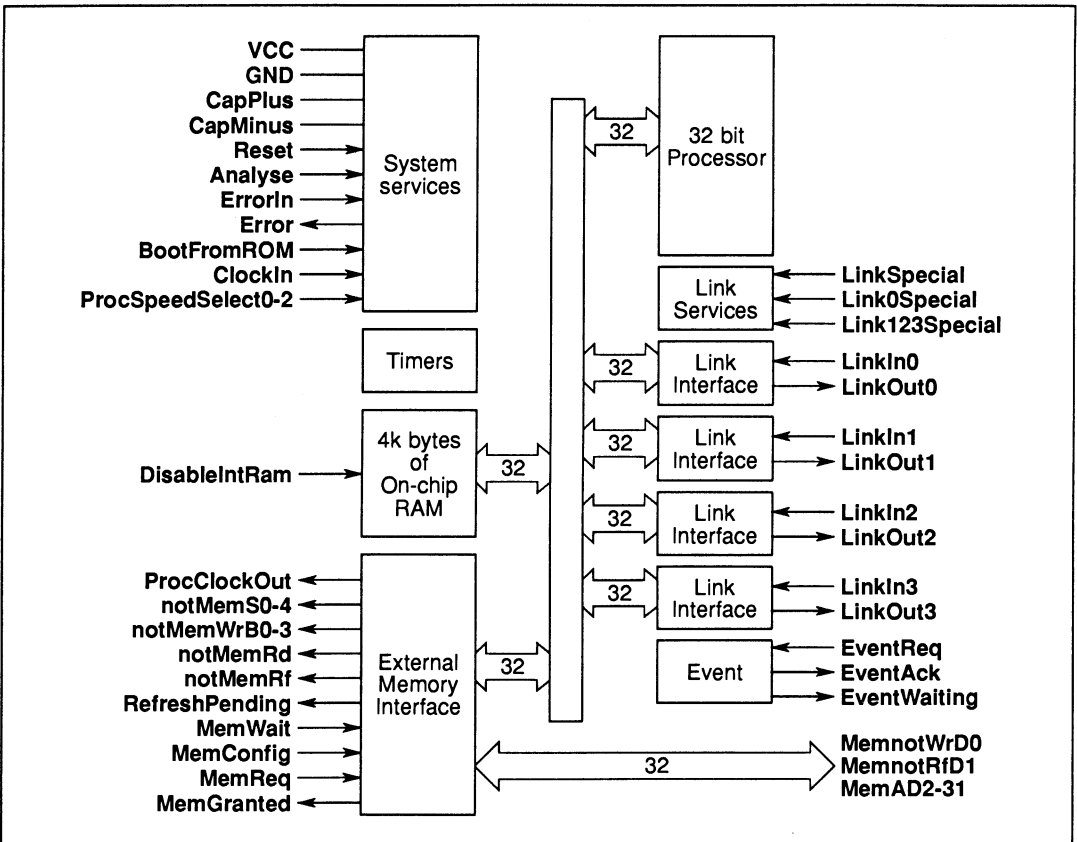 VCC
GND
CapPlus
CapMinus
Reset
Analyse
ErrorIn
Error
BootFromROM
ClockIn
ProcSpeedSelect0-2
System
services
Timers
DisableIntRam
4k bytes
of
On-chip
RAM
32
ProcClockOut
notMemS0-4
notMemWrB0-3
notMemRd
notMemRf
RefreshPending
MemWait
MemConfig
MemReq
MemGranted
External
Memory
Interface
32
32
32 bit
Processor
Link
Services
LinkSpecial
Link0Special
Link123Special
32
Link
Interface
LinkIn0
LinkOut0
32
Link
Interface
LinkIn1
LinkOut1
32
Link
Interface
LinkIn2
LinkOut2
32
Link
Interface
LinkIn3
LinkOut3
Event
EventReq
EventAck
EventWaiting
32
MemnotWrD0
MemnotRfD1
MemAD2-31